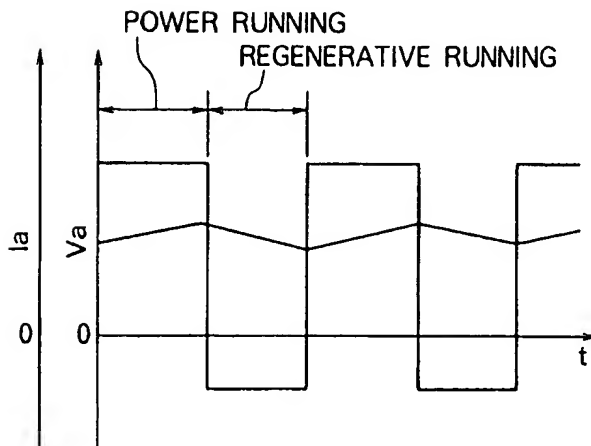 POWER RUNNING
REGENERATIVE RUNNING
Ia
Va
0
0
t